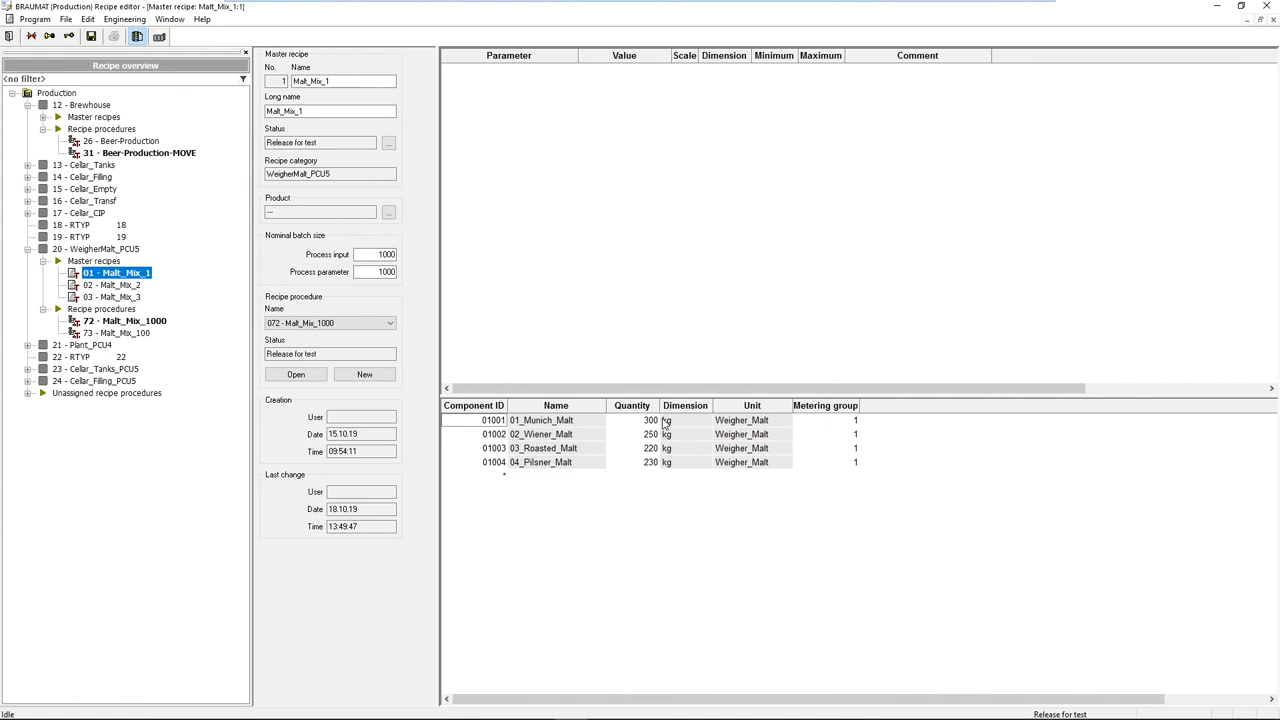 BRAUMAT (Production) Recipe editor - [Master recipe: Malt_Mix_1:1]
Program File Edit Engineering Window Help
Recipe overview
<no filter>
Production
12 - Brewhouse
Master recipes
Recipe procedures
26 - Beer-Production
31 - Beer-Production-MOVE
13 - Cellar_Tanks
14 - Cellar_Filing
15 - Cellar_Empty
16 - Cellar_Transf
17 - Cellar_CIP
18 - RTYP 18
19 - RTYP 19
20 - WeigherMalt_PCU5
Master recipes
01 - Malt_Mix_1
02 - Malt_Mix_2
03 - Malt_Mix_3
Recipe procedures
72 - Malt_Mix_1000
73 - Malt_Mix_100
21 - Plant_PCU4
22 - RTYP 22
23 - Cellar_Tanks_PCU5
24 - Cellar_Filing_PCU5
Unassigned recipe procedures
Master recipe
No. Name
1 Malt_Mix_1
Long name
Malt_Mix_1
Status
Release for test ...
Recipe category
WeigherMalt_PCU5
Product
--- ...
Nominal batch size
Process input 1000
Process parameter 1000
Recipe procedure
Name
072 - Malt_Mix_1000
Status
Release for test
Open New
Creation
User
Date 15.10.19
Time 09:54:11
Last change
User
Date 18.10.19
Time 13:49:47
Parameter Value Scale Dimension Minimum Maximum Comment
Component ID Name Quantity Dimension Unit Metering group
01001 01_Munich_Malt 300 kg Weigher_Malt 1
01002 02_Wiener_Malt 250 kg Weigher_Malt 1
01003 03_Roasted_Malt 220 kg Weigher_Malt 1
01004 04_Pilsner_Malt 230 kg Weigher_Malt 1
*
Idle Release for test